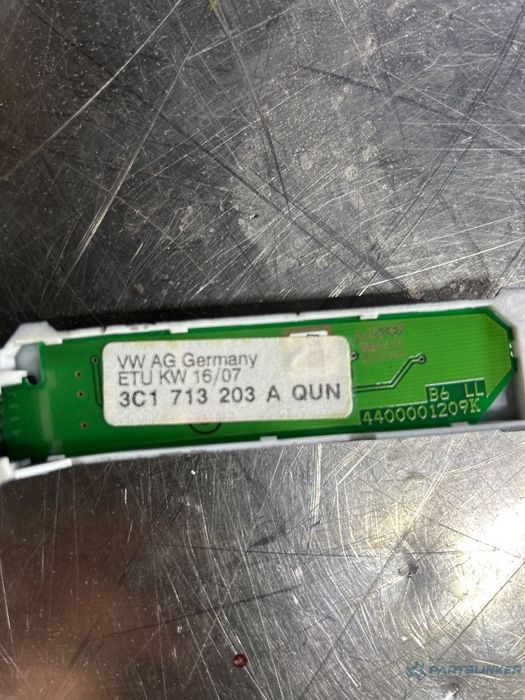 VW AG Germany
ETU KW 16/07
3C1 713 203 A QUN
B6 LL
4400001209K
PARTSLINKER